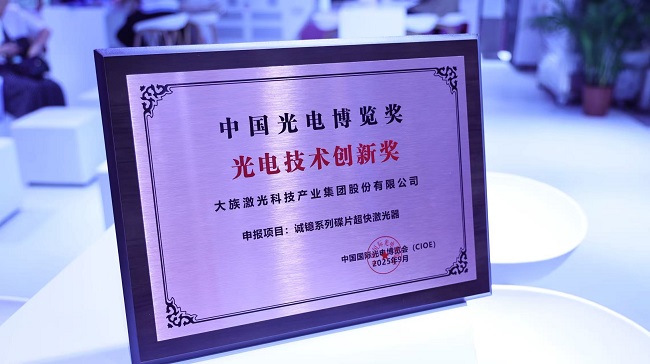 中国光电博览奖
光电技术创新奖
大族激光科技产业集团股份有限公司
申报项目：诚镱系列碟片超快激光器
中国国际光电博览会（CIOE）
2025年9月